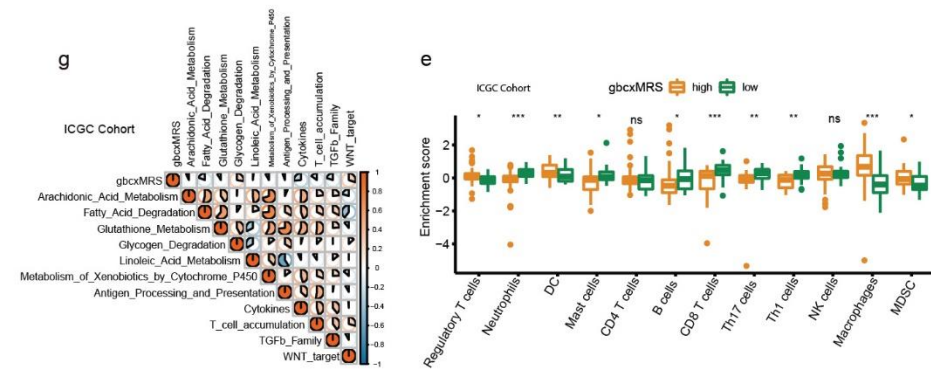 g
ICGC Cohort
gbcxMRS
Arachidonic_Acid_Metabolism
Fatty_Acid_Degradation
Glutathione_Metabolism
Glycogen_Degradation
Linoleic_Acid_Metabolism
Metabolism_of_Xenobiotics_by_Cytochrome_P450
Antigen_Processing_and_Presentation
Cytokines
T_cell_accumulation
TGFb_Family
WNT_target
gbcxMRS
Arachidonic_Acid_Metabolism
Fatty_Acid_Degradation
Glutathione_Metabolism
Glycogen_Degradation
Linoleic_Acid_Metabolism
Metabolism_of_Xenobiotics_by_Cytochrome_P450
Antigen_Processing_and_Presentation
Cytokines
T_cell_accumulation
TGFb_Family
WNT_target
1
0.8
0.6
0.4
0.2
0
−0.2
−0.4
−0.6
−0.8
−1
e
ICGC Cohort
gbcxMRS high low
* *** ** * ns * *** ** ** ns *** *
Enrichment score
2
0
−2
−4
Regulatory T cells
Neutrophils
DC
Mast cells
CD4 T cells
B cells
CD8 T cells
Th17 cells
Th1 cells
NK cells
Macrophages
MDSC